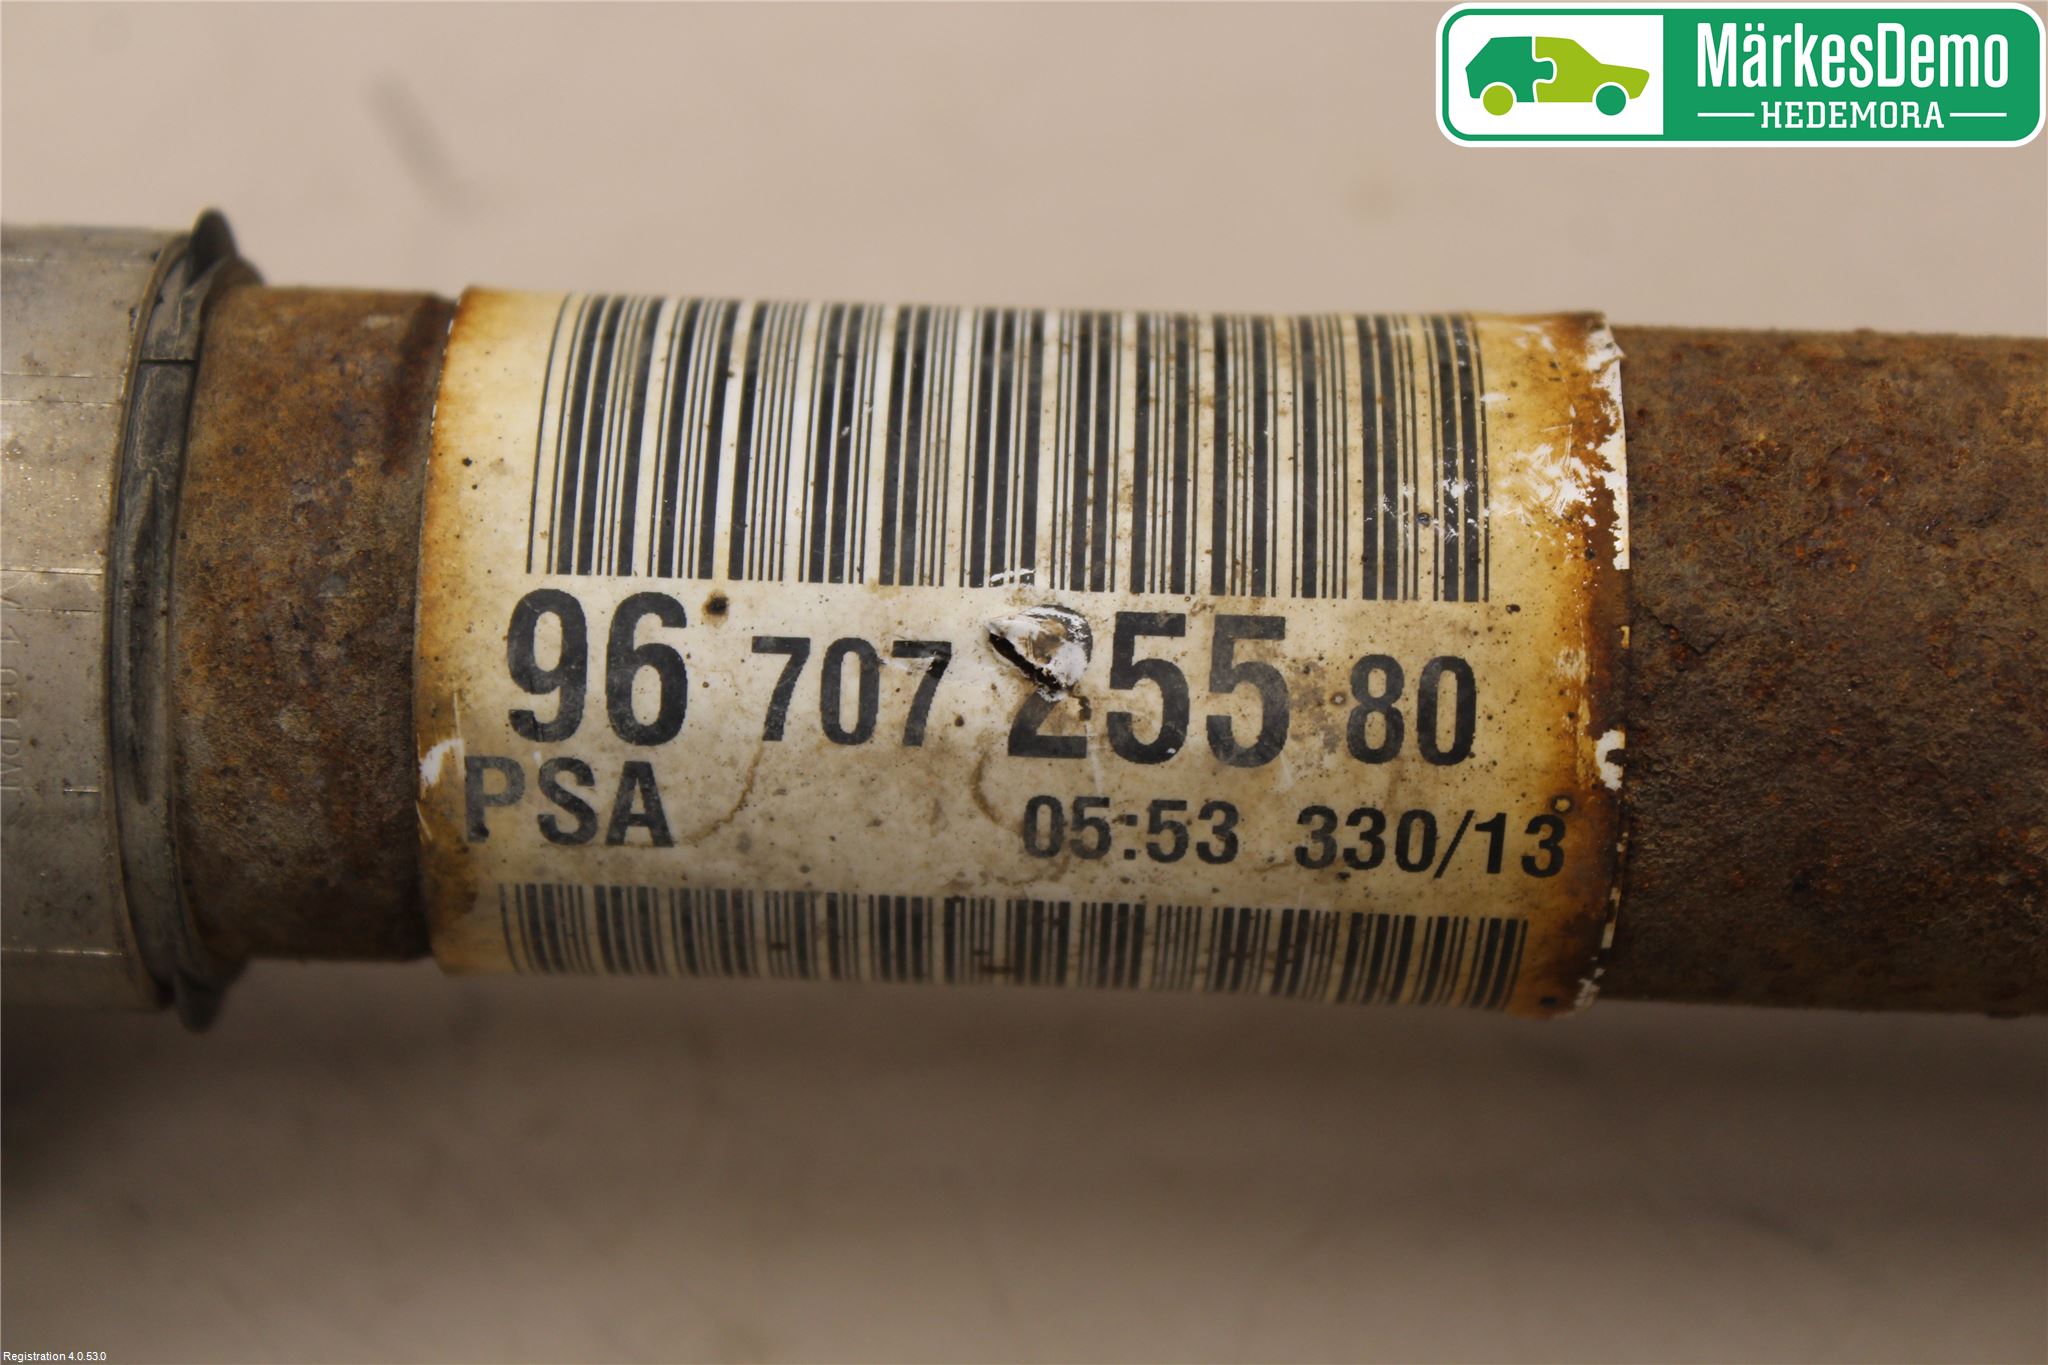 MärkesDemo
HEDEMORA
96 707 255 80
PSA 05:53 330/13
Registration 4.0.53.0